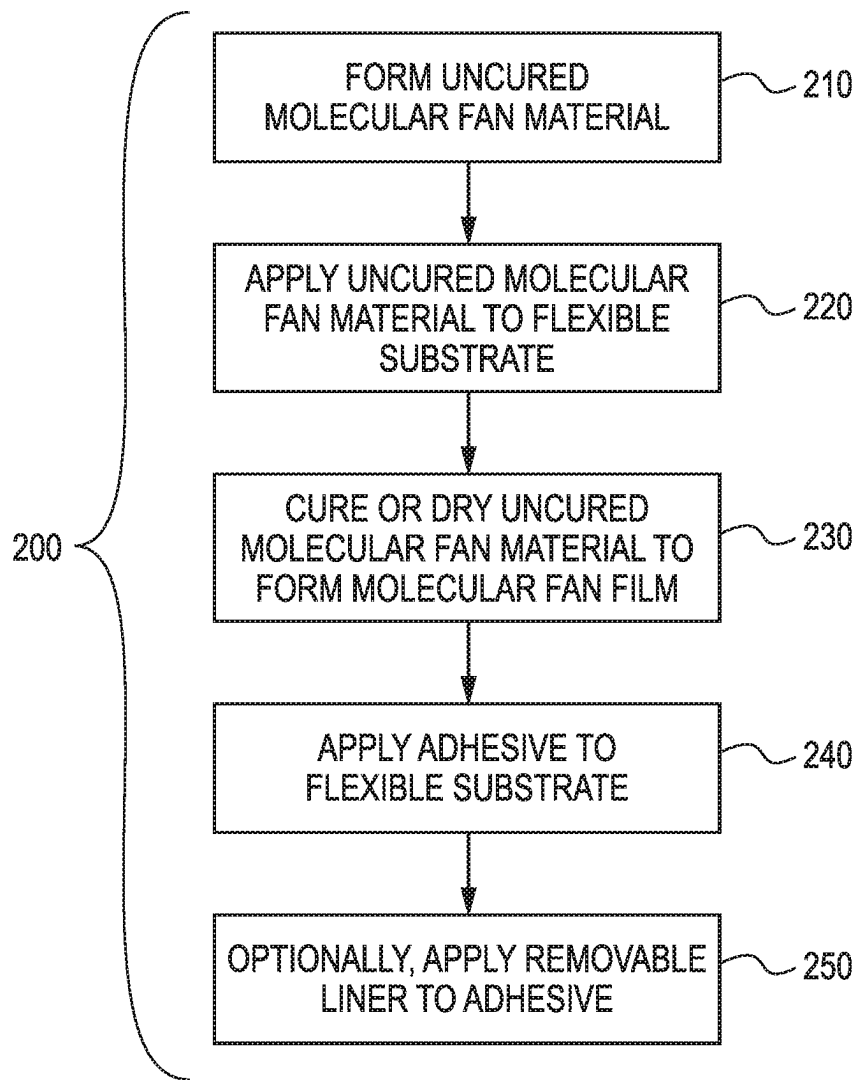 FORM UNCURED
MOLECULAR FAN MATERIAL
210
APPLY UNCURED MOLECULAR
FAN MATERIAL TO FLEXIBLE
SUBSTRATE
220
200
CURE OR DRY UNCURED
MOLECULAR FAN MATERIAL TO
FORM MOLECULAR FAN FILM
230
APPLY ADHESIVE TO
FLEXIBLE SUBSTRATE
240
OPTIONALLY, APPLY REMOVABLE
LINER TO ADHESIVE
250